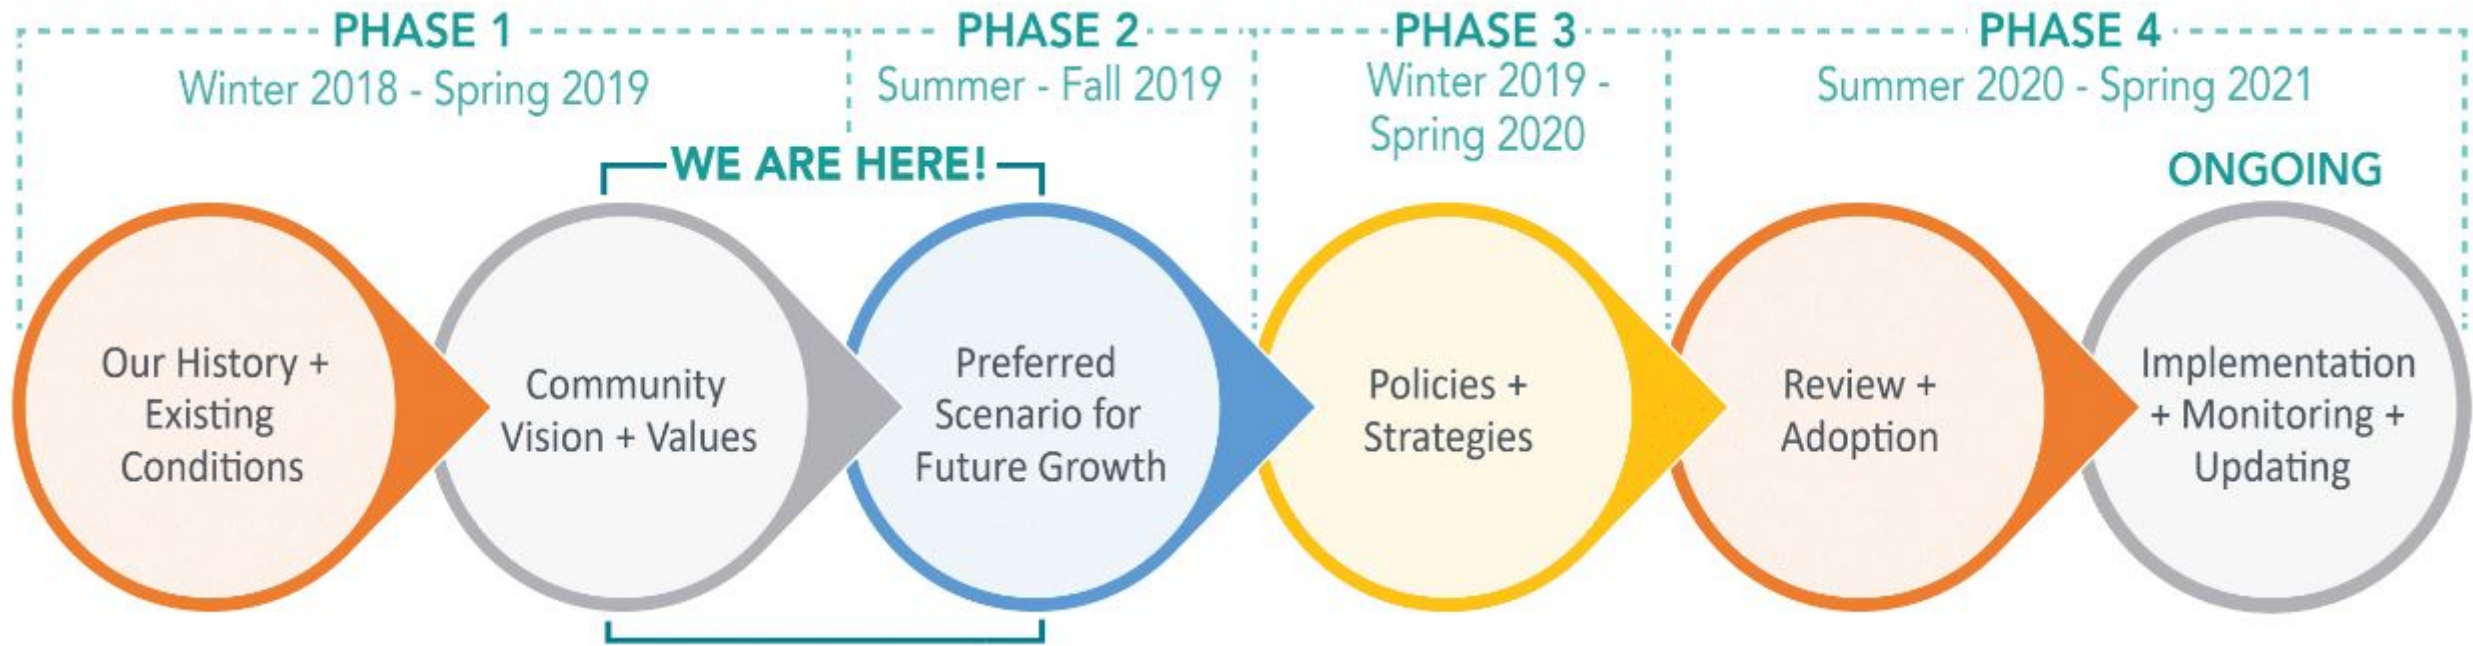 PHASE 1
Winter 2018 - Spring 2019
PHASE 2
Summer - Fall 2019
PHASE 3
Winter 2019 -
Spring 2020
PHASE 4
Summer 2020 - Spring 2021
WE ARE HERE!
ONGOING
Our History +
Existing
Conditions
Community
Vision + Values
Preferred
Scenario for
Future Growth
Policies +
Strategies
Review +
Adoption
Implementation
+ Monitoring +
Updating